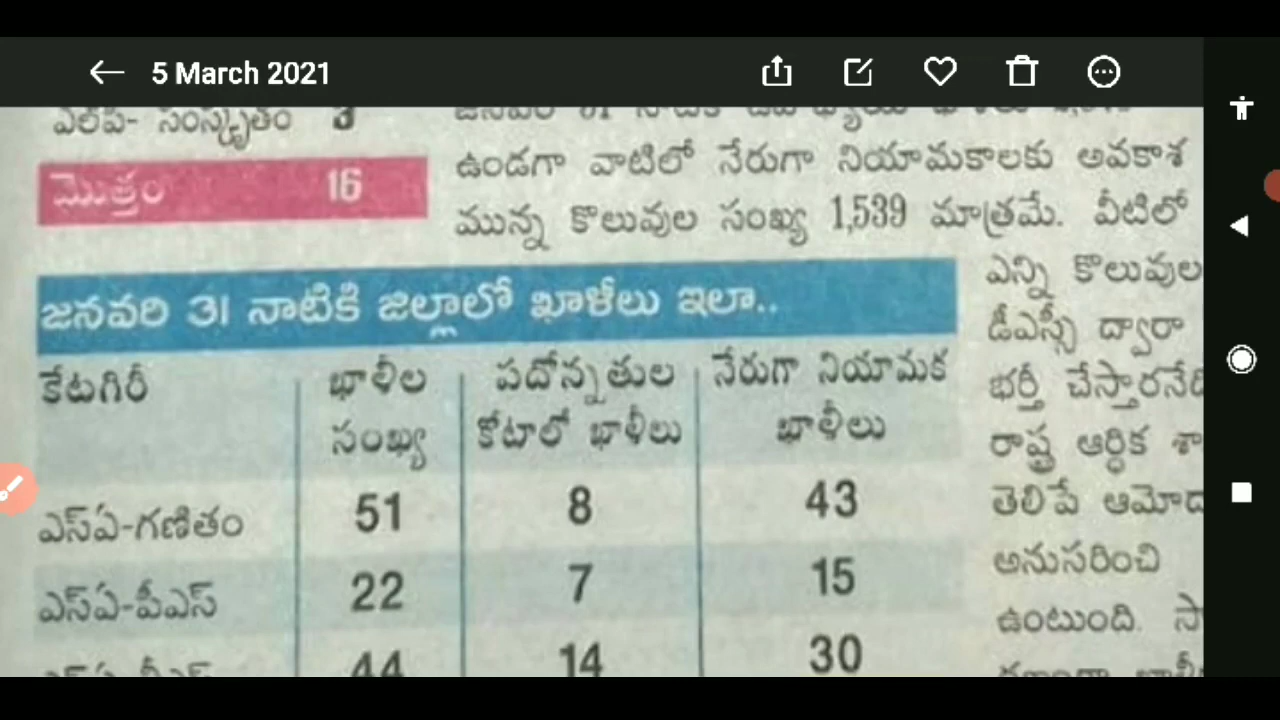 5 March 2021
ఎల్‌పీ- సంస్కృతం 3
మొత్తం 16
ఉండగా వాటిలో నేరుగా నియామకాలకు అవకాశ
మున్న కొలువుల సంఖ్య 1,539 మాత్రమే. వీటిలో
ఎన్ని కొలువుల
డీఎస్సీ ద్వారా
భర్తీ చేస్తారనేది
రాష్ట్ర ఆర్థిక శా
తెలిపే ఆమోద
అనుసరించి
ఉంటుంది. సా
జనవరి 31 నాటికి జిల్లాలో ఖాళీలు ఇలా..
కేటగిరీ ఖాళీల సంఖ్య పదోన్నతుల కోటాలో ఖాళీలు నేరుగా నియామక ఖాళీలు
ఎస్ఏ-గణితం 51 8 43
ఎస్ఏ-పీఎస్ 22 7 15
44 14 30